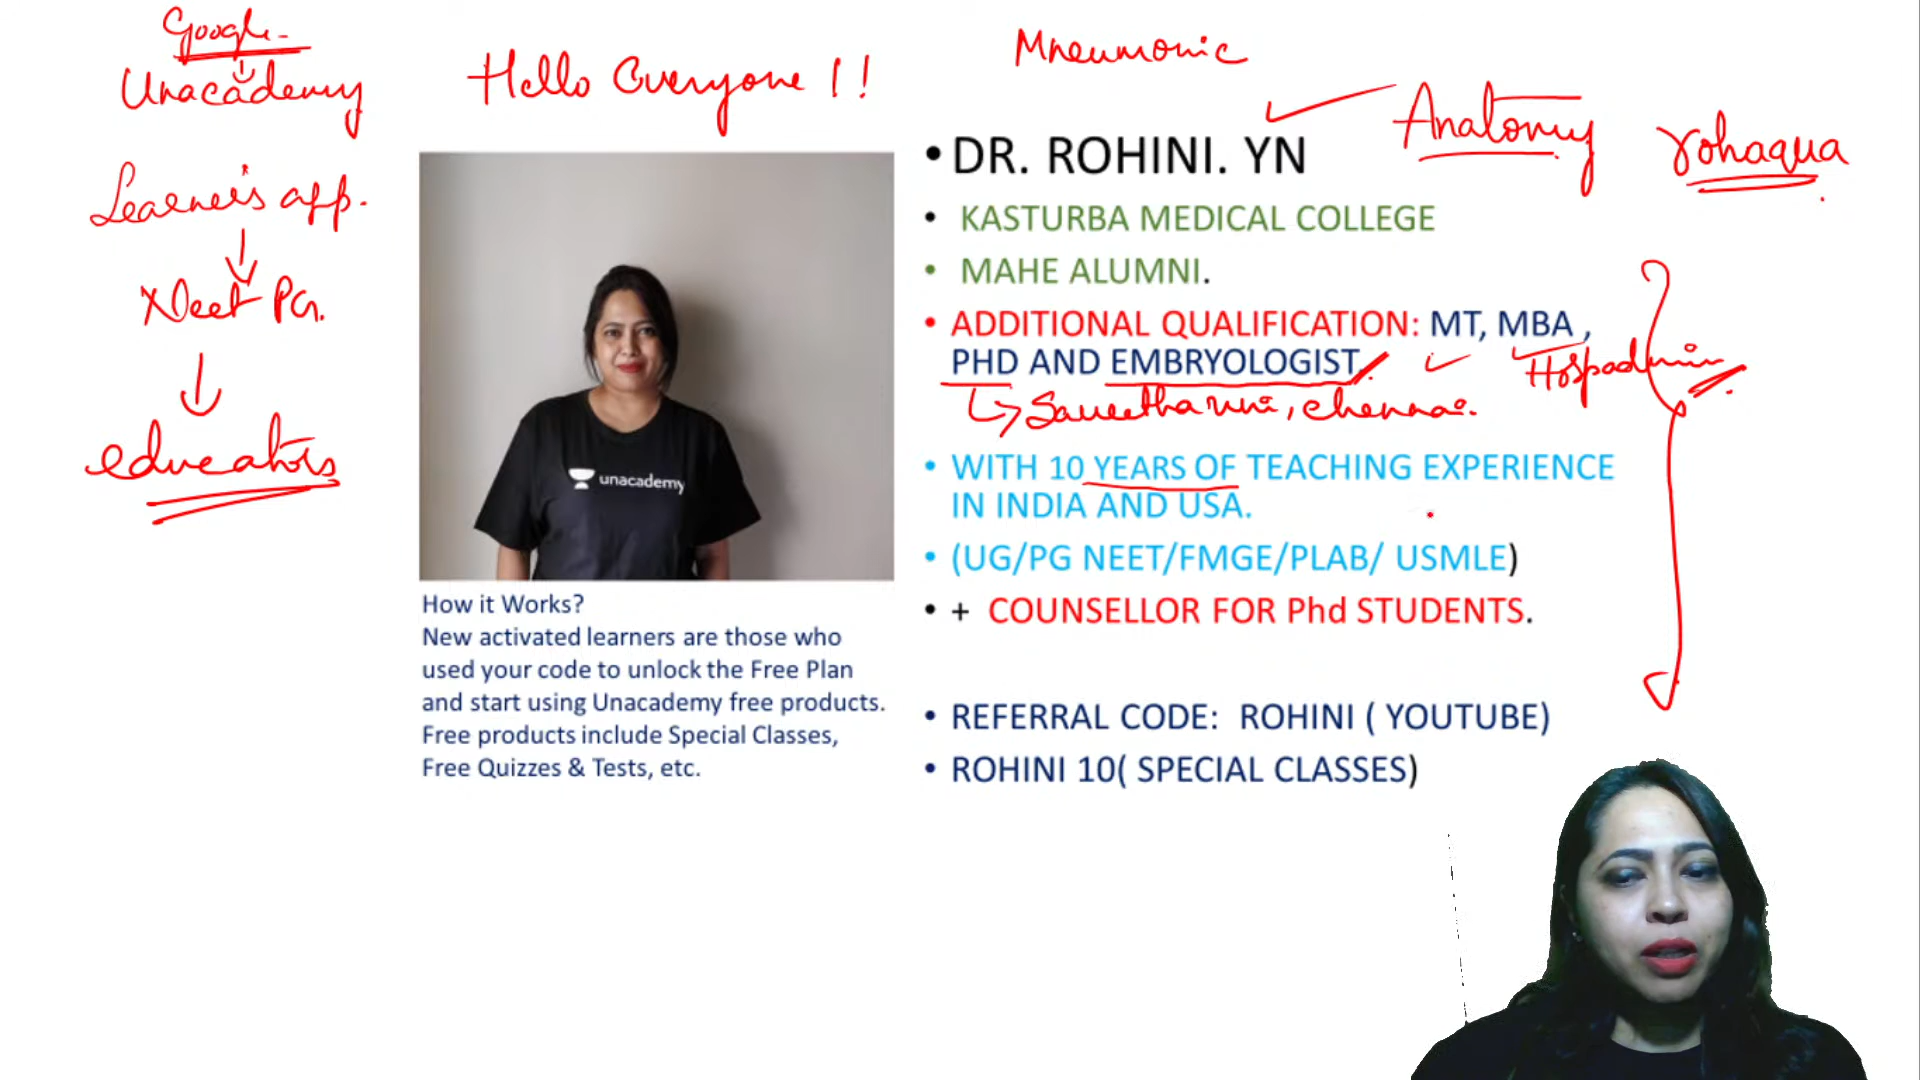 Google
Unacademy
Learner's app.
Neet PG.
educators
Hello Everyone !!
Mnemonic
Anatomy
rohaqua
unacademy
How it Works?
New activated learners are those who
used your code to unlock the Free Plan
and start using Unacademy free products.
Free products include Special Classes,
Free Quizzes & Tests, etc.
• DR. ROHINI. YN
• KASTURBA MEDICAL COLLEGE
• MAHE ALUMNI.
• ADDITIONAL QUALIFICATION: MT, MBA ,
PHD AND EMBRYOLOGIST.
Hospadmin
Saveetha uni, chennai.
• WITH 10 YEARS OF TEACHING EXPERIENCE
IN INDIA AND USA.
• (UG/PG NEET/FMGE/PLAB/ USMLE)
• + COUNSELLOR FOR Phd STUDENTS.
• REFERRAL CODE: ROHINI ( YOUTUBE)
• ROHINI 10( SPECIAL CLASSES)